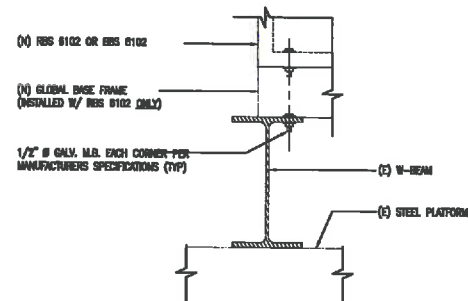 (N) RBS 6102 OR BBS 6102
(N) GLOBAL BASE FRAME
(INSTALLED W/ RBS 6102 ONLY)
1/2" Ø GALV. M.B. EACH CORNER PER
MANUFACTURERS SPECIFICATIONS (TYP)
(E) W-BEAM
(E) STEEL PLATFORM